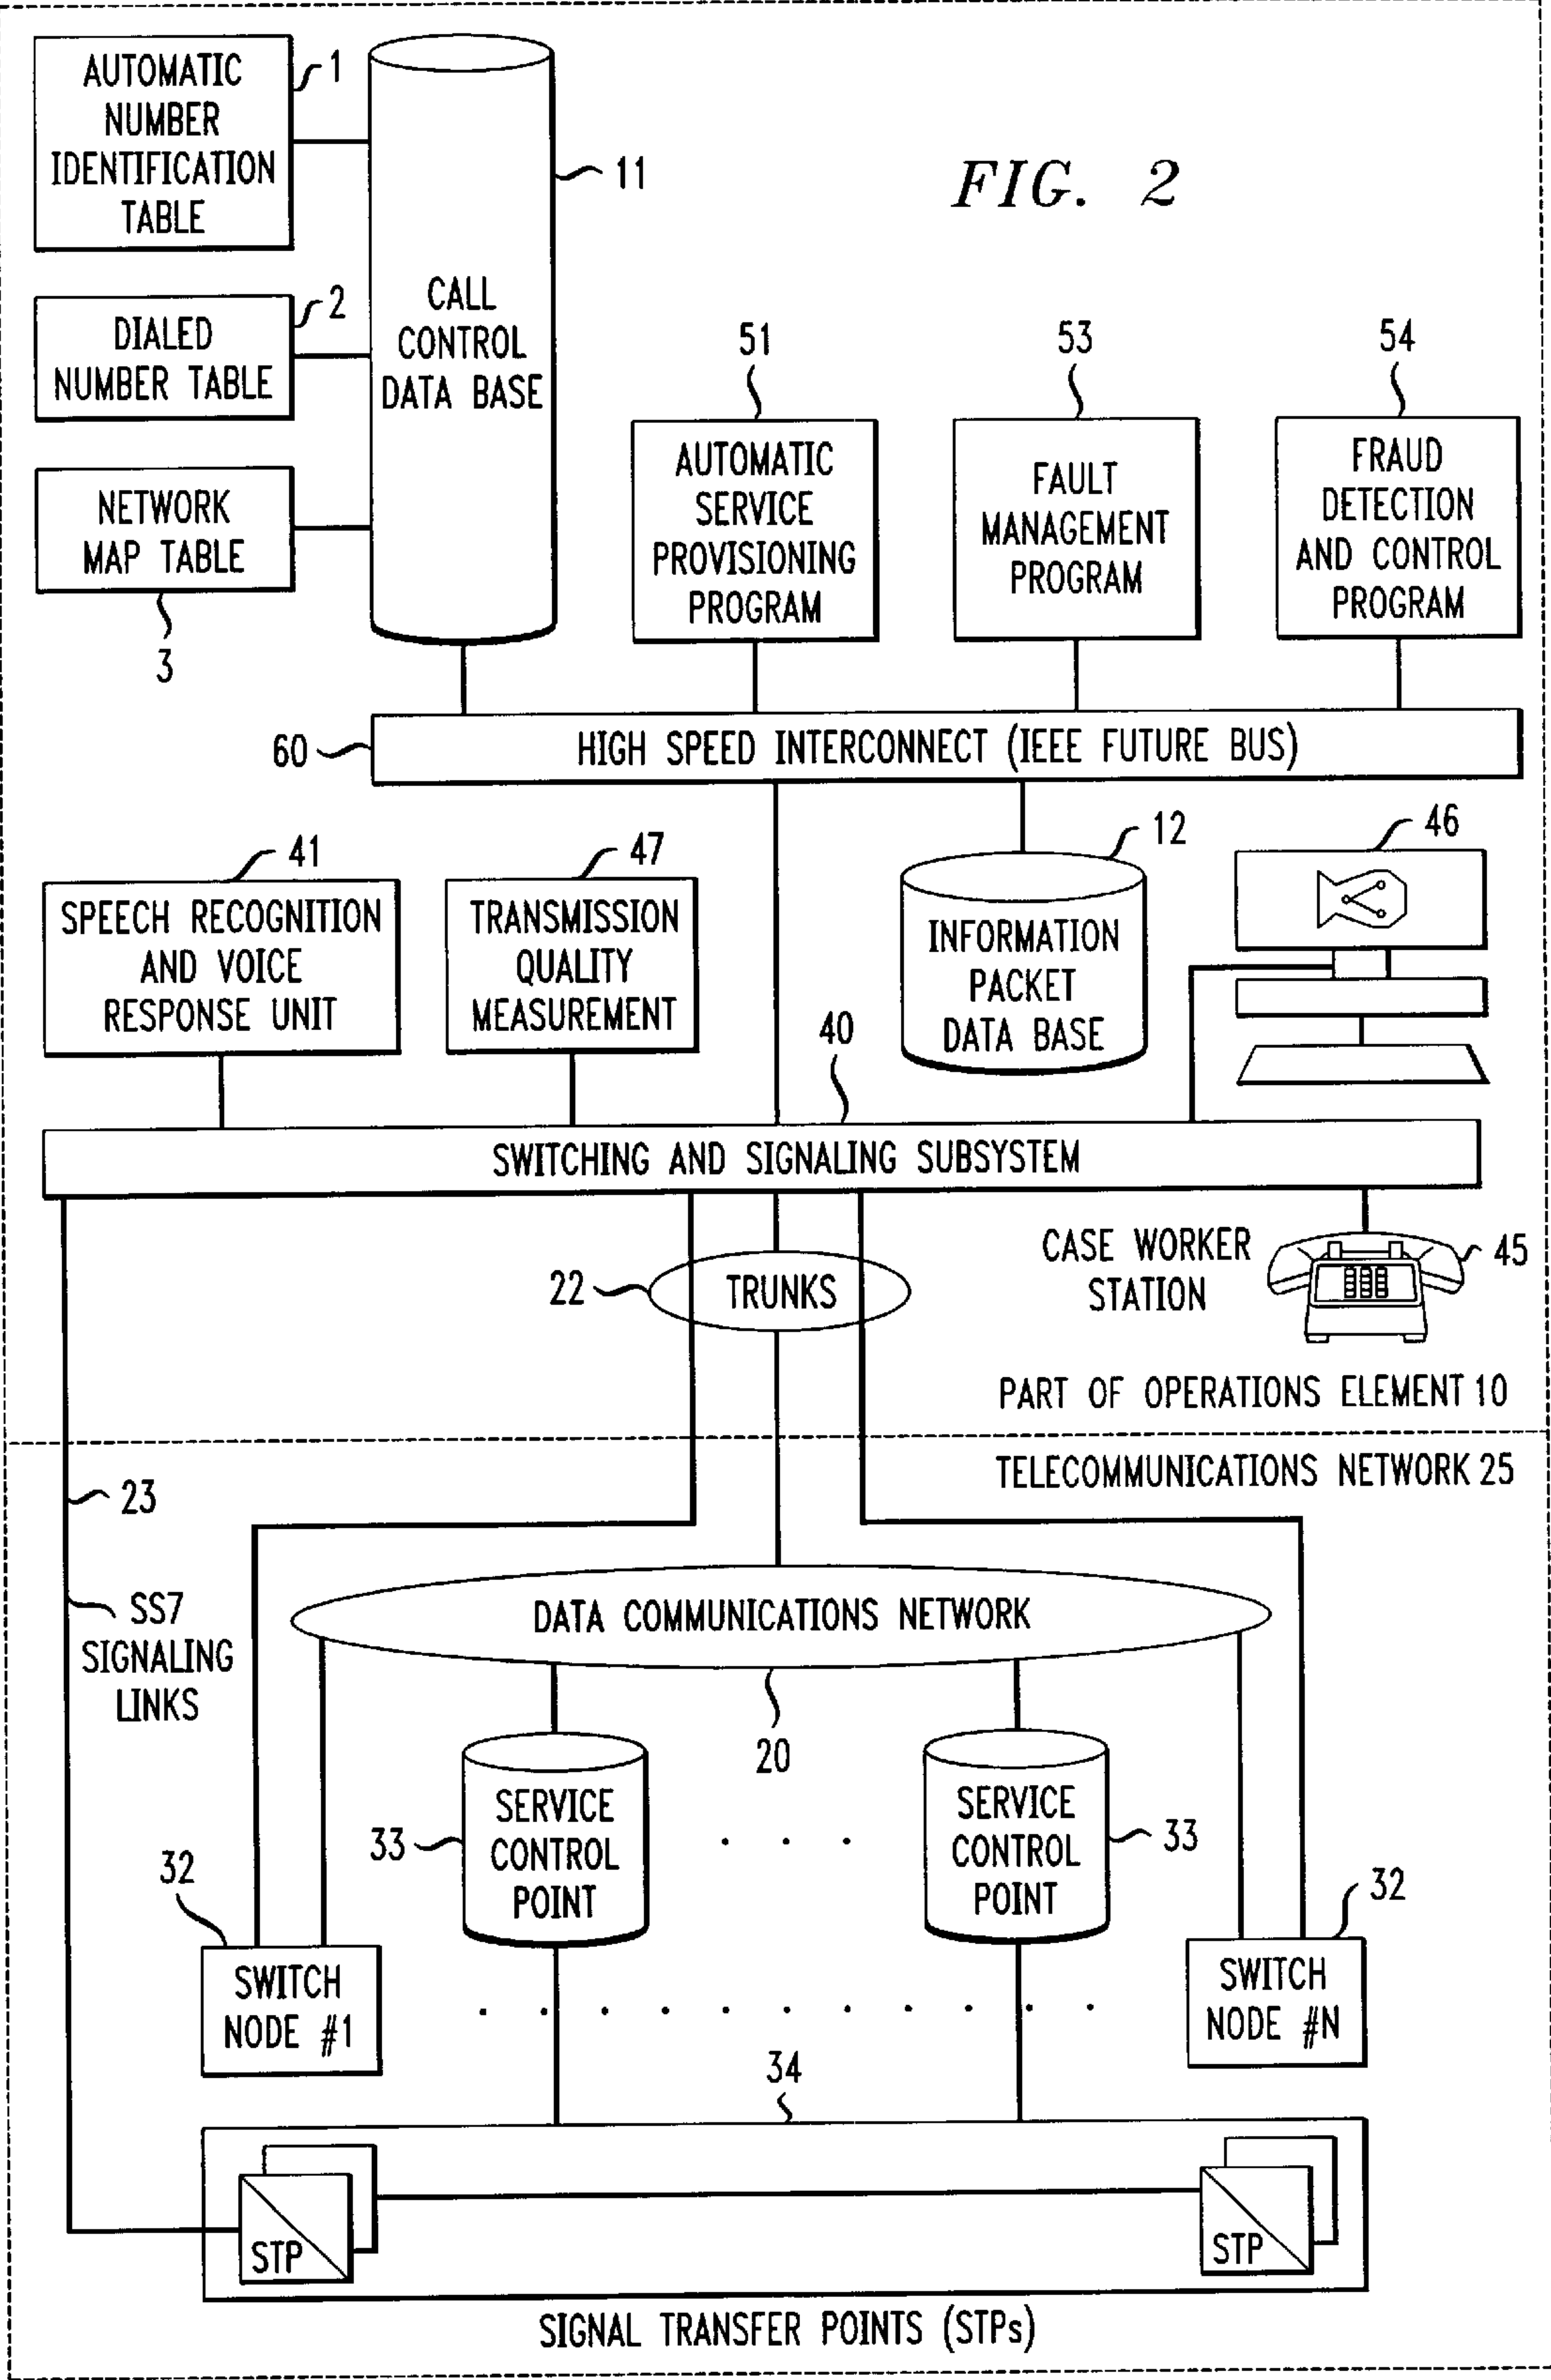 AUTOMATIC
NUMBER
IDENTIFICATION
TABLE
1
11
FIG. 2
CALL
CONTROL
DATA BASE
DIALED
NUMBER TABLE
2
NETWORK
MAP TABLE
3
51
AUTOMATIC
SERVICE
PROVISIONING
PROGRAM
53
FAULT
MANAGEMENT
PROGRAM
54
FRAUD
DETECTION
AND CONTROL
PROGRAM
60
HIGH SPEED INTERCONNECT (IEEE FUTURE BUS)
41
SPEECH RECOGNITION
AND VOICE
RESPONSE UNIT
47
TRANSMISSION
QUALITY
MEASUREMENT
12
INFORMATION
PACKET
DATA BASE
46
40
SWITCHING AND SIGNALING SUBSYSTEM
22
TRUNKS
CASE WORKER
STATION
45
PART OF OPERATIONS ELEMENT 10
TELECOMMUNICATIONS NETWORK 25
23
SS7
SIGNALING
LINKS
DATA COMMUNICATIONS NETWORK
20
33
SERVICE
CONTROL
POINT
. . .
SERVICE
CONTROL
POINT
33
32
SWITCH
NODE #1
. . . . . . . . . . .
32
SWITCH
NODE #N
34
STP
STP
SIGNAL TRANSFER POINTS (STPs)